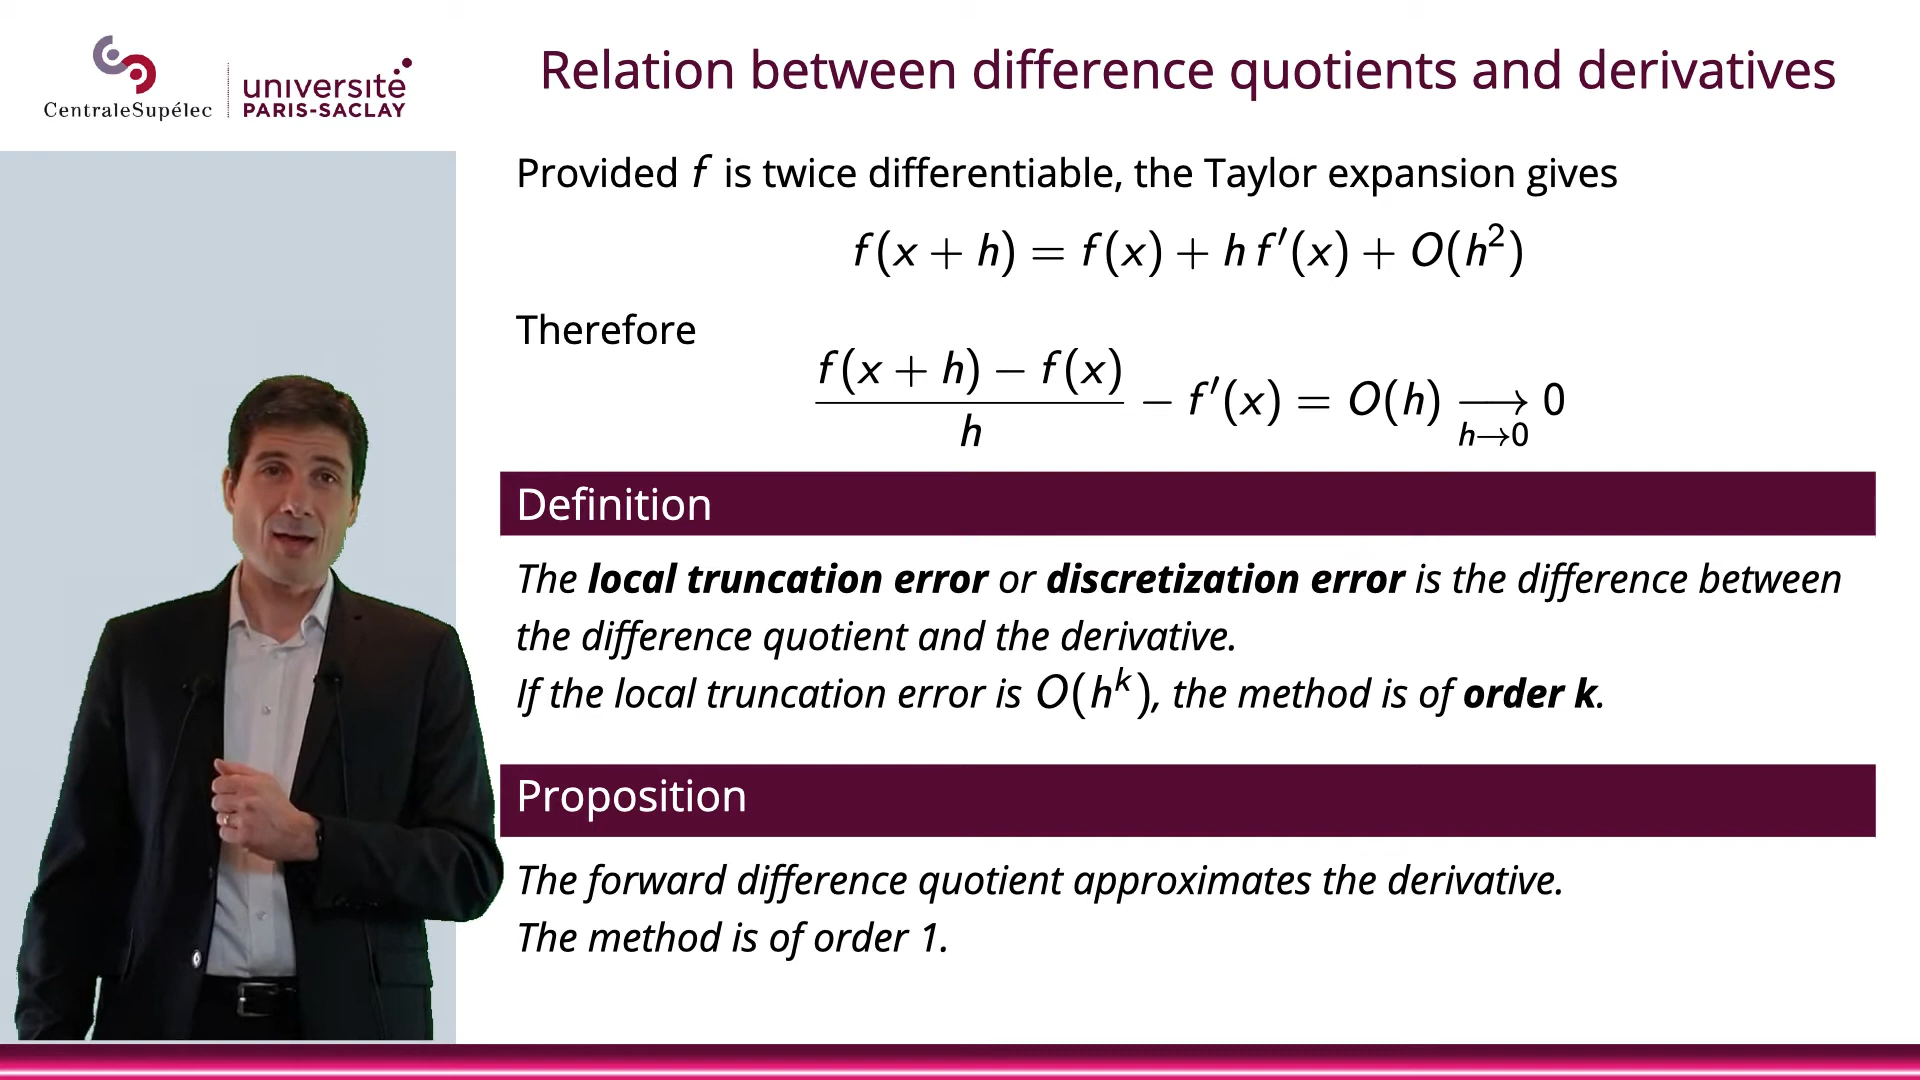 CentraleSupélec
université
PARIS-SACLAY
Relation between difference quotients and derivatives
Provided f is twice differentiable, the Taylor expansion gives
f(x + h) = f(x) + h f′(x) + O(h²)
Therefore
(f(x + h) − f(x)) / h − f′(x) = O(h) ⟶ 0
h→0
Definition
The local truncation error or discretization error is the difference between
the difference quotient and the derivative.
If the local truncation error is O(hᵏ), the method is of order k.
Proposition
The forward difference quotient approximates the derivative.
The method is of order 1.